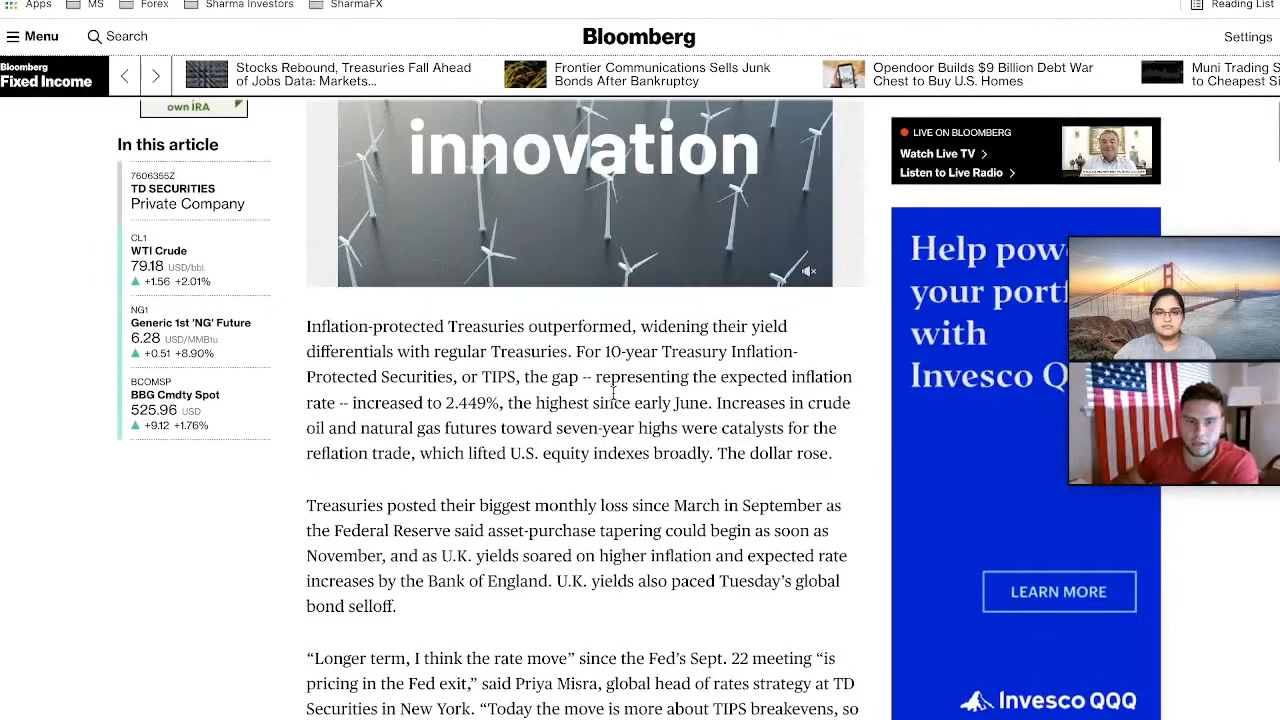 Apps MS Forex Sharma Investors SharmaFX Reading List
Menu Search Bloomberg Settings
Bloomberg
Fixed Income
Stocks Rebound, Treasuries Fall Ahead
of Jobs Data: Markets...
Frontier Communications Sells Junk
Bonds After Bankruptcy
Opendoor Builds $9 Billion Debt War
Chest to Buy U.S. Homes
Muni Trading S
to Cheapest S
own IRA
In this article
7606355Z
TD SECURITIES
Private Company
CL1
WTI Crude
79.18 USD/bbl.
+1.56 +2.01%
NG1
Generic 1st 'NG' Future
6.28 USD/MMBtu
+0.51 +8.90%
BCOMSP
BBG Cmdty Spot
525.96 USD
+9.12 +1.76%
innovation
Inflation-protected Treasuries outperformed, widening their yield
differentials with regular Treasuries. For 10-year Treasury Inflation-
Protected Securities, or TIPS, the gap -- representing the expected inflation
rate -- increased to 2.449%, the highest since early June. Increases in crude
oil and natural gas futures toward seven-year highs were catalysts for the
reflation trade, which lifted U.S. equity indexes broadly. The dollar rose.
Treasuries posted their biggest monthly loss since March in September as
the Federal Reserve said asset-purchase tapering could begin as soon as
November, and as U.K. yields soared on higher inflation and expected rate
increases by the Bank of England. U.K. yields also paced Tuesday's global
bond selloff.
“Longer term, I think the rate move” since the Fed's Sept. 22 meeting “is
pricing in the Fed exit,” said Priya Misra, global head of rates strategy at TD
in New York. “Today the move is more about TIPS breakevens, so
LIVE ON BLOOMBERG
Watch Live TV
Listen to Live Radio
Help pow
your portf
with
Invesco Q
LEARN MORE
Invesco QQQ